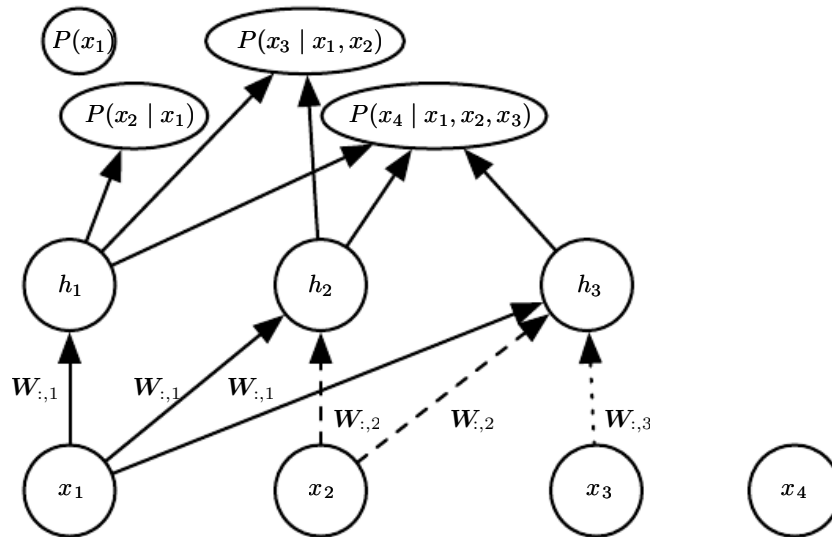 P(x₁)
P(x₃ | x₁, x₂)
P(x₂ | x₁)
P(x₄ | x₁, x₂, x₃)
h₁
h₂
h₃
W:,1
W:,1
W:,1
W:,2
W:,2
W:,3
x₁
x₂
x₃
x₄